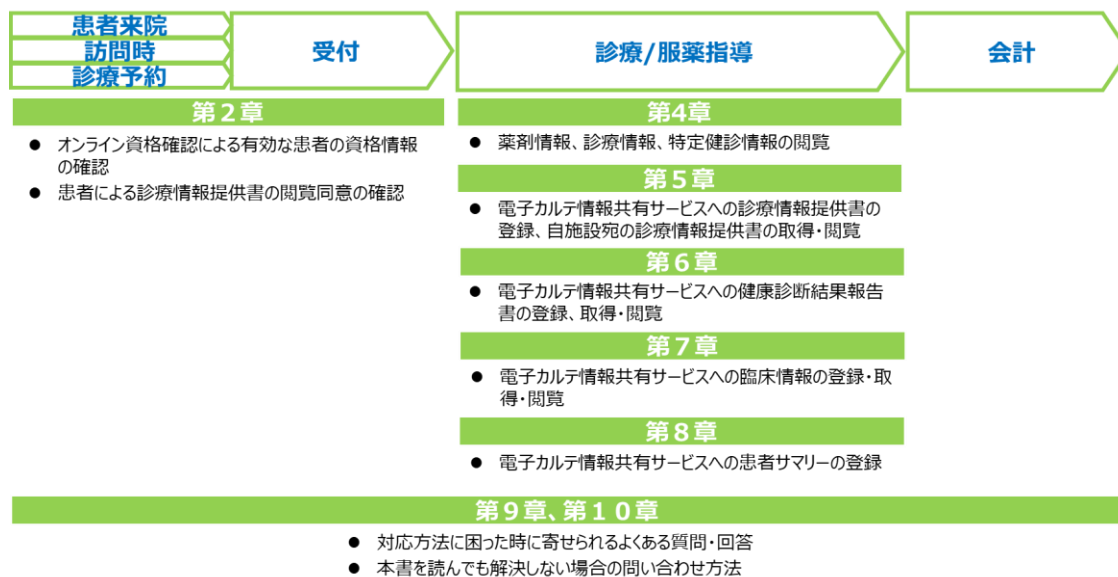 患者来院
訪問時
診療予約
受付
診療/服薬指導
会計
第２章
● オンライン資格確認による有効な患者の資格情報
の確認
● 患者による診療情報提供書の閲覧同意の確認
第4章
● 薬剤情報、診療情報、特定健診情報の閲覧
第５章
● 電子カルテ情報共有サービスへの診療情報提供書の
登録、自施設宛の診療情報提供書の取得・閲覧
第６章
● 電子カルテ情報共有サービスへの健康診断結果報告
書の登録、取得・閲覧
第７章
● 電子カルテ情報共有サービスへの臨床情報の登録・取
得・閲覧
第８章
● 電子カルテ情報共有サービスへの患者サマリーの登録
第９章、第１０章
● 対応方法に困った時に寄せられるよくある質問・回答
● 本書を読んでも解決しない場合の問い合わせ方法